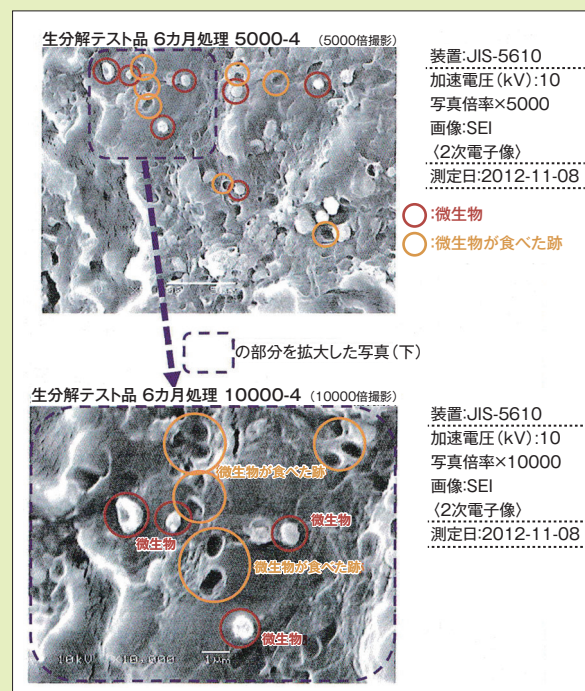 生分解テスト品 6カ月処理 5000-4 (5000倍撮影)
装置:JIS-5610
加速電圧(kV):10
写真倍率×5000
画像:SEI
〈2次電子像〉
測定日:2012-11-08
:微生物
:微生物が食べた跡
の部分を拡大した写真(下)
生分解テスト品 6カ月処理 10000-4 (10000倍撮影)
装置:JIS-5610
加速電圧(kV):10
写真倍率×10000
画像:SEI
〈2次電子像〉
測定日:2012-11-08
微生物が食べた跡
微生物
微生物
微生物が食べた跡
微生物
10kV ×10,000 1μm